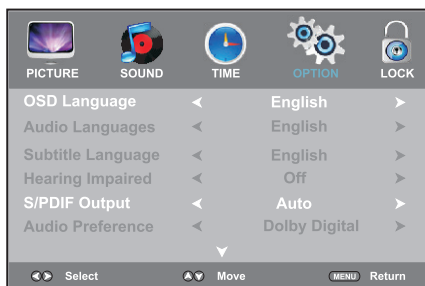 PICTURE SOUND TIME OPTION LOCK
OSD Language English
Audio Languages English
Subtitle Language English
Hearing Impaired Off
S/PDIF Output Auto
Audio Preference Dolby Digital
Select Move MENU Return